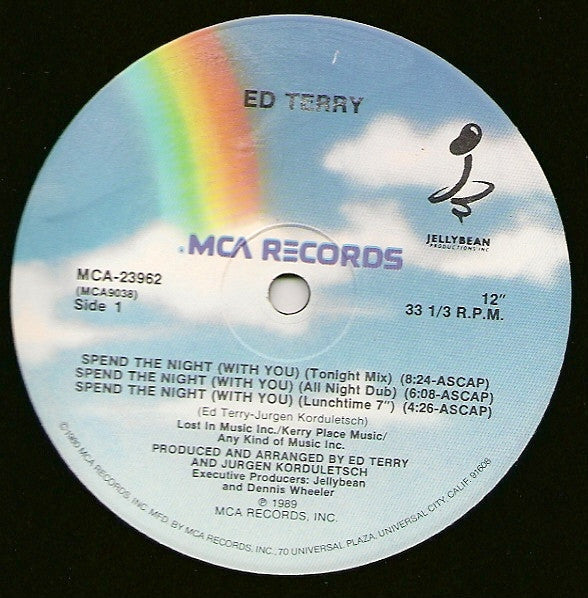 ED TERRY
JELLYBEAN
PRODUCTIONS INC
MCA RECORDS
MCA-23962
(MCA9038)
Side 1
12"
33 1/3 R.P.M.
SPEND THE NIGHT (WITH YOU) (Tonight Mix) (8:24-ASCAP)
SPEND THE NIGHT (WITH YOU) (All Night Dub) (6:08-ASCAP)
SPEND THE NIGHT (WITH YOU) (Lunchtime 7") (4:26-ASCAP)
(Ed Terry-Jurgen Korduletsch)
Lost In Music Inc./Kerry Place Music/
Any Kind of Music Inc.
PRODUCED AND ARRANGED BY ED TERRY
AND JURGEN KORDULETSCH
Executive Producers: Jellybean
and Dennis Wheeler
℗ 1989
MCA RECORDS, INC.
©1980 MCA RECORDS, INC. MFD. BY MCA RECORDS, INC., 70 UNIVERSAL PLAZA, UNIVERSAL CITY, CALIF. 91608